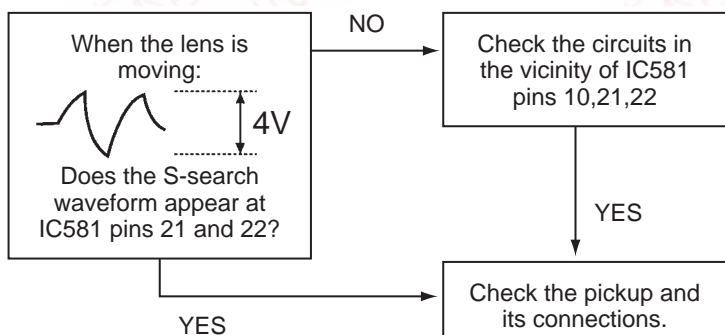 When the lens is
moving:
4V
Does the S-search
waveform appear at
IC581 pins 21 and 22?
NO
Check the circuits in
the vicinity of IC581
pins 10,21,22
YES
YES
Check the pickup and
its connections.